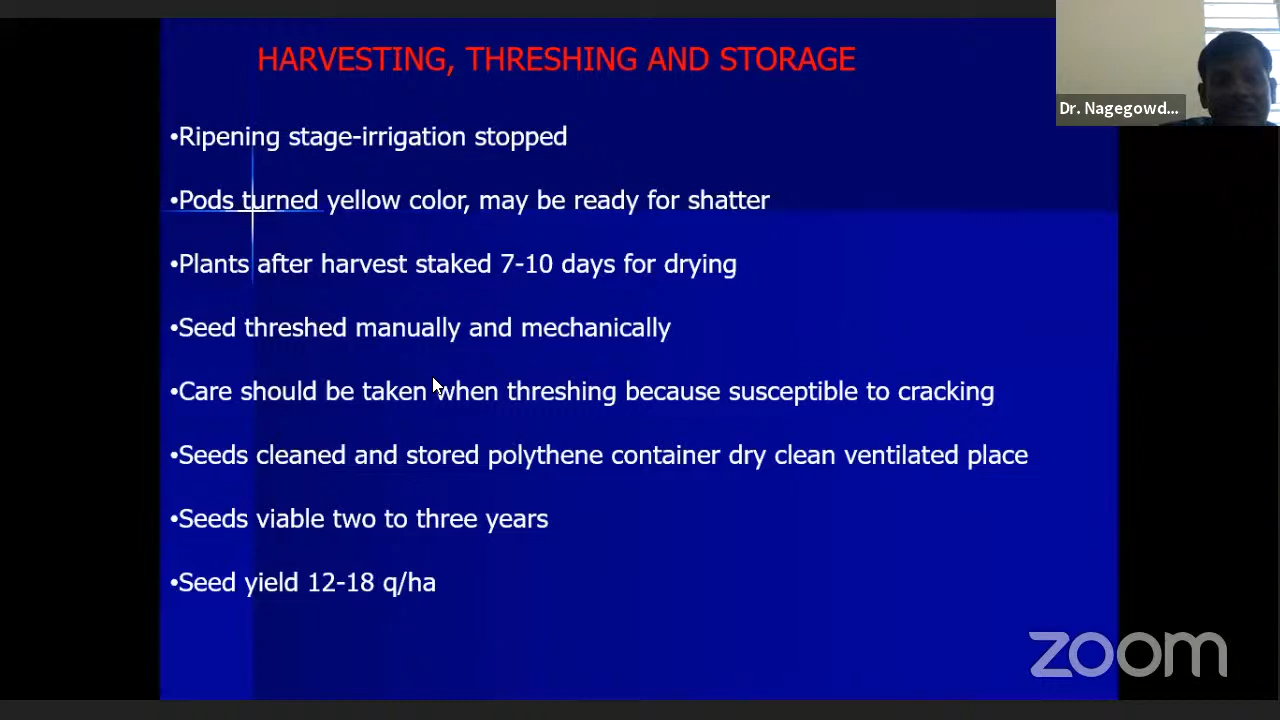 HARVESTING, THRESHING AND STORAGE
Dr. Nagegowd...
•Ripening stage-irrigation stopped
•Pods turned yellow color, may be ready for shatter
•Plants after harvest staked 7-10 days for drying
•Seed threshed manually and mechanically
•Care should be taken when threshing because susceptible to cracking
•Seeds cleaned and stored polythene container dry clean ventilated place
•Seeds viable two to three years
•Seed yield 12-18 q/ha
zoom